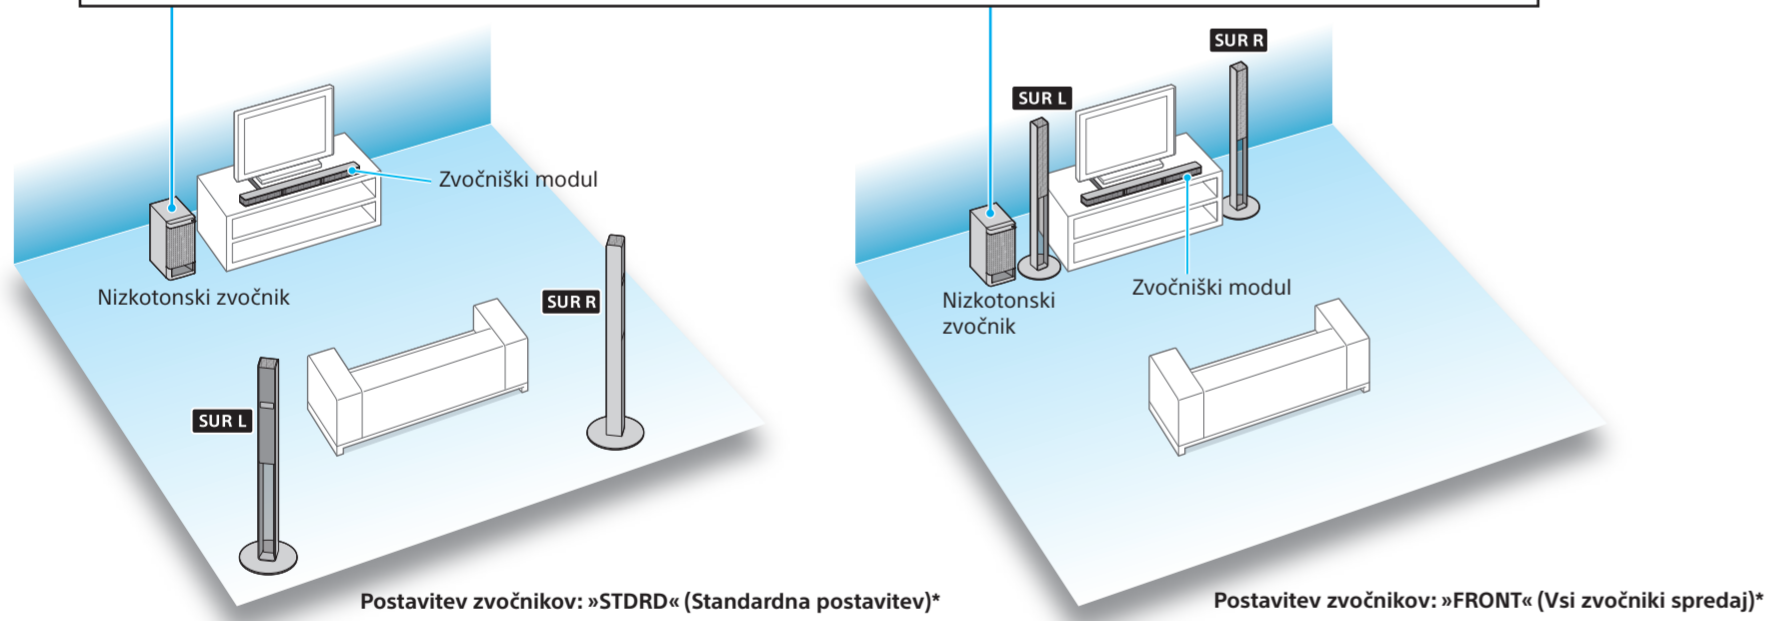 Zvočniški modul
Nizkotonski zvočnik
SUR R
SUR L
Postavitev zvočnikov: »STDRD« (Standardna postavitev)*
SUR R
SUR L
Zvočniški modul
Nizkotonski
zvočnik
Postavitev zvočnikov: »FRONT« (Vsi zvočniki spredaj)*